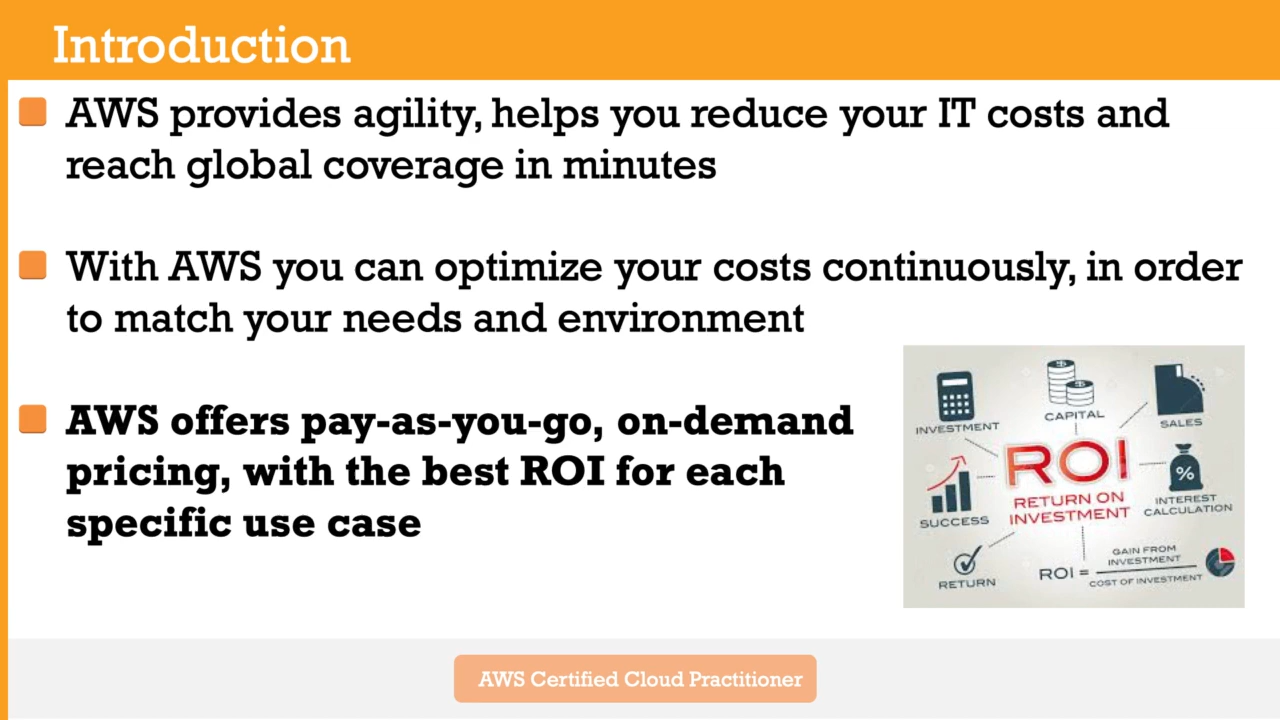 Introduction
AWS provides agility, helps you reduce your IT costs and
reach global coverage in minutes
With AWS you can optimize your costs continuously, in order
to match your needs and environment
AWS offers pay-as-you-go, on-demand
pricing, with the best ROI for each
specific use case
INVESTMENT
CAPITAL
SALES
ROI
RETURN ON
INVESTMENT
%
INTEREST
CALCULATION
SUCCESS
RETURN
ROI =
GAIN FROM
INVESTMENT
COST OF INVESTMENT
AWS Certified Cloud Practitioner